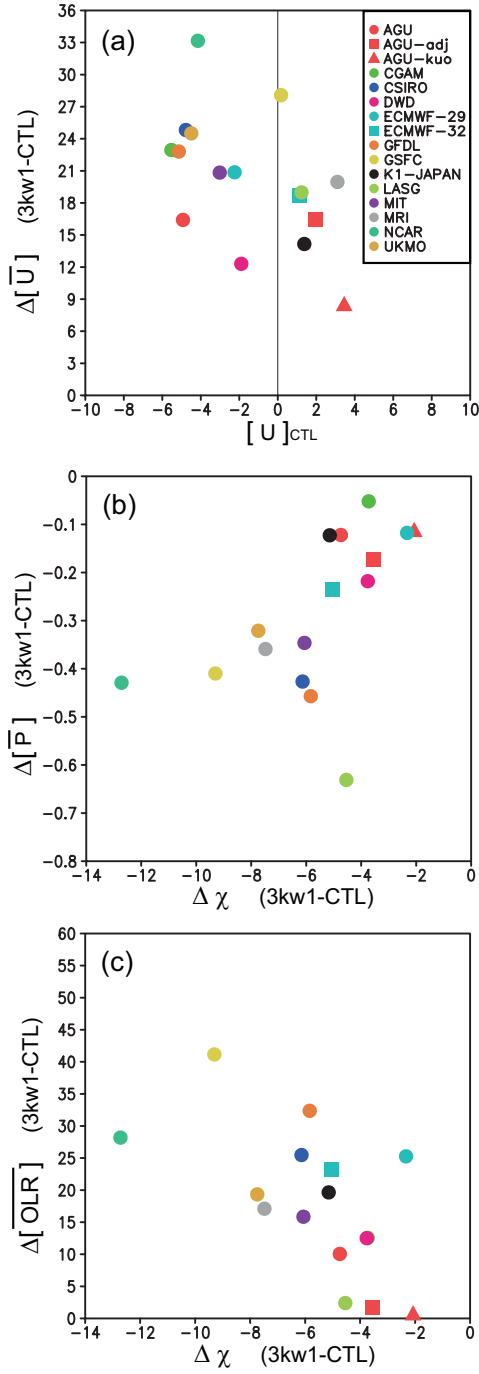 (a)
36
33
30
27
24
21
18
15
12
9
6
3
0
Δ[U̅] (3kw1-CTL)
AGU
AGU-adj
AGU-kuo
CGAM
CSIRO
DWD
ECMWF-29
ECMWF-32
GFDL
GSFC
K1-JAPAN
LASG
MIT
MRI
NCAR
UKMO
-10 -8 -6 -4 -2 0 2 4 6 8 10
[U]CTL
(b)
0
-0.1
-0.2
-0.3
-0.4
-0.5
-0.6
-0.7
-0.8
Δ[P̅] (3kw1-CTL)
-14 -12 -10 -8 -6 -4 -2 0
Δ χ (3kw1-CTL)
(c)
60
55
50
45
40
35
30
25
20
15
10
5
0
Δ[O̅L̅R̅] (3kw1-CTL)
-14 -12 -10 -8 -6 -4 -2 0
Δ χ (3kw1-CTL)